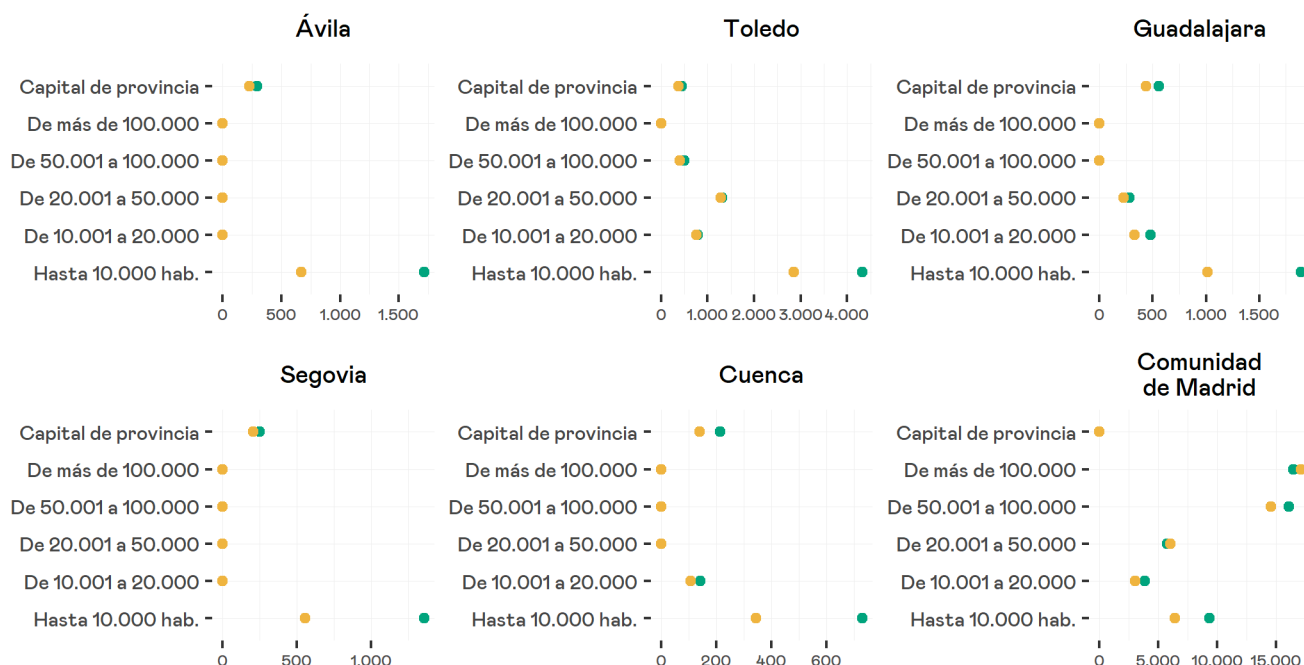 Ávila
Toledo
Guadalajara
Capital de provincia
De más de 100.000
De 50.001 a 100.000
De 20.001 a 50.000
De 10.001 a 20.000
Hasta 10.000 hab.
0 500 1.000 1.500
Capital de provincia
De más de 100.000
De 50.001 a 100.000
De 20.001 a 50.000
De 10.001 a 20.000
Hasta 10.000 hab.
0 1.000 2.000 3.000 4.000
Capital de provincia
De más de 100.000
De 50.001 a 100.000
De 20.001 a 50.000
De 10.001 a 20.000
Hasta 10.000 hab.
0 500 1.000 1.500
Segovia
Cuenca
Comunidad
de Madrid
Capital de provincia
De más de 100.000
De 50.001 a 100.000
De 20.001 a 50.000
De 10.001 a 20.000
Hasta 10.000 hab.
0 500 1.000
Capital de provincia
De más de 100.000
De 50.001 a 100.000
De 20.001 a 50.000
De 10.001 a 20.000
Hasta 10.000 hab.
0 200 400 600
Capital de provincia
De más de 100.000
De 50.001 a 100.000
De 20.001 a 50.000
De 10.001 a 20.000
Hasta 10.000 hab.
0 5.000 10.000 15.000